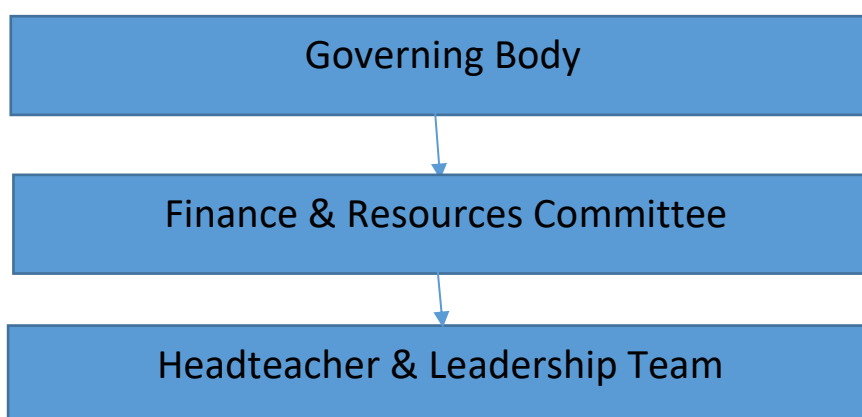 Governing Body
Finance & Resources Committee
Headteacher & Leadership Team